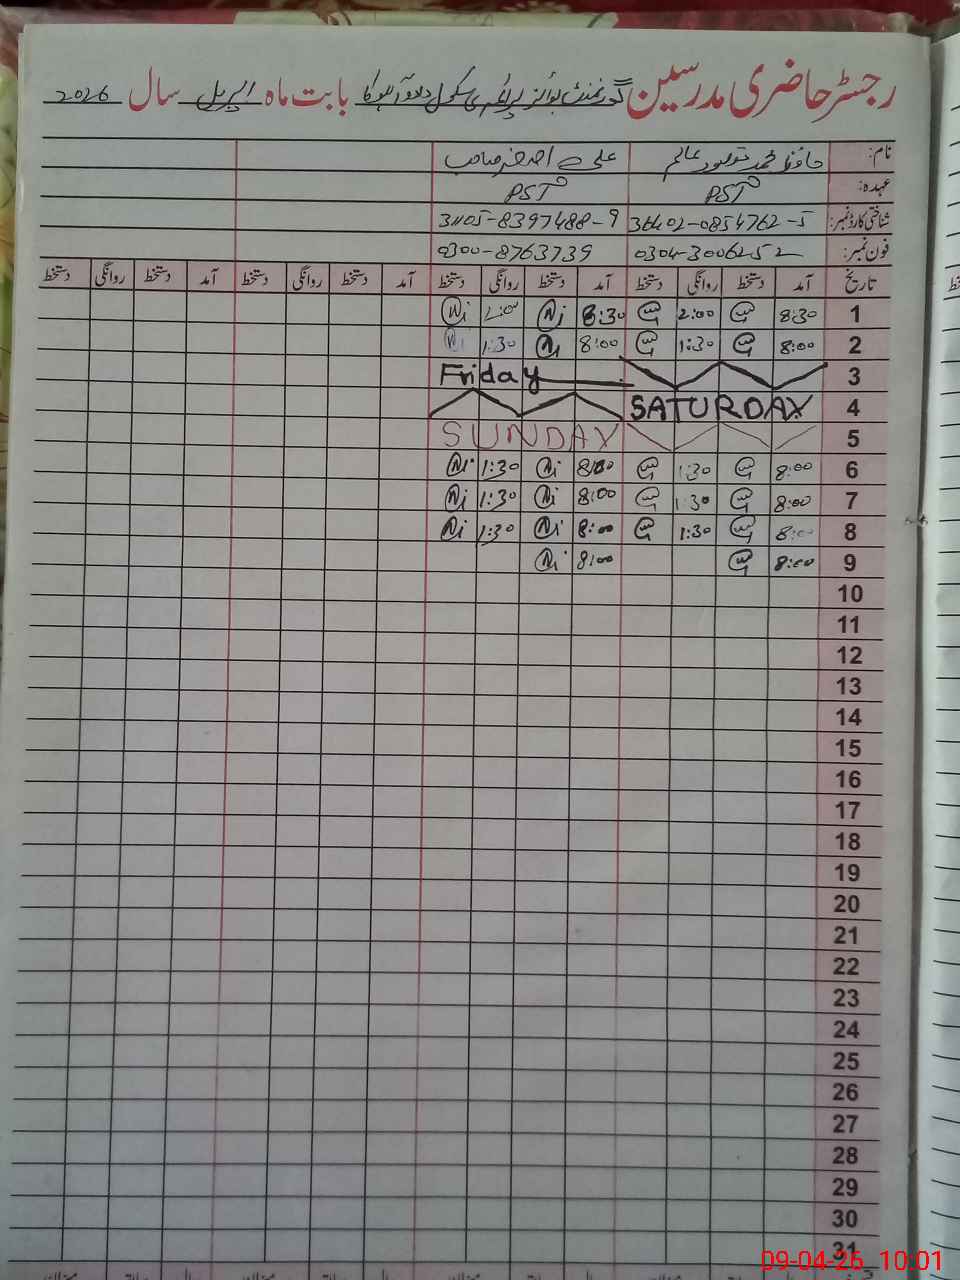 رجسٹر حاضری مدرسین گورنمنٹ بوائز پرائمری سکول بابت ماہ اپریل سال 2026
نام: حافظ محمد عالم علی اصغر صاحب
عہدہ: PST PST
شناختی کارڈ نمبر: 36402-0854762-5 31105-8397488-9
فون نمبر: 0304-3006252 0300-8763739
تاریخ آمد دستخط روانگی دستخط آمد دستخط روانگی دستخط آمد دستخط روانگی دستخط آمد دستخط روانگی دستخط
1 8:30 2:00 8:30 2:00
2 8:00 1:30 8:00 1:30
3 Friday
4 SATURDAY
5 SUNDAY
6 8:00 1:30 8:00 1:30
7 8:00 1:30 8:00 1:30
8 8:00 1:30 8:00 1:30
9 8:00 8:00
10
11
12
13
14
15
16
17
18
19
20
21
22
23
24
25
26
27
28
29
30
31
09-04-26 10:01